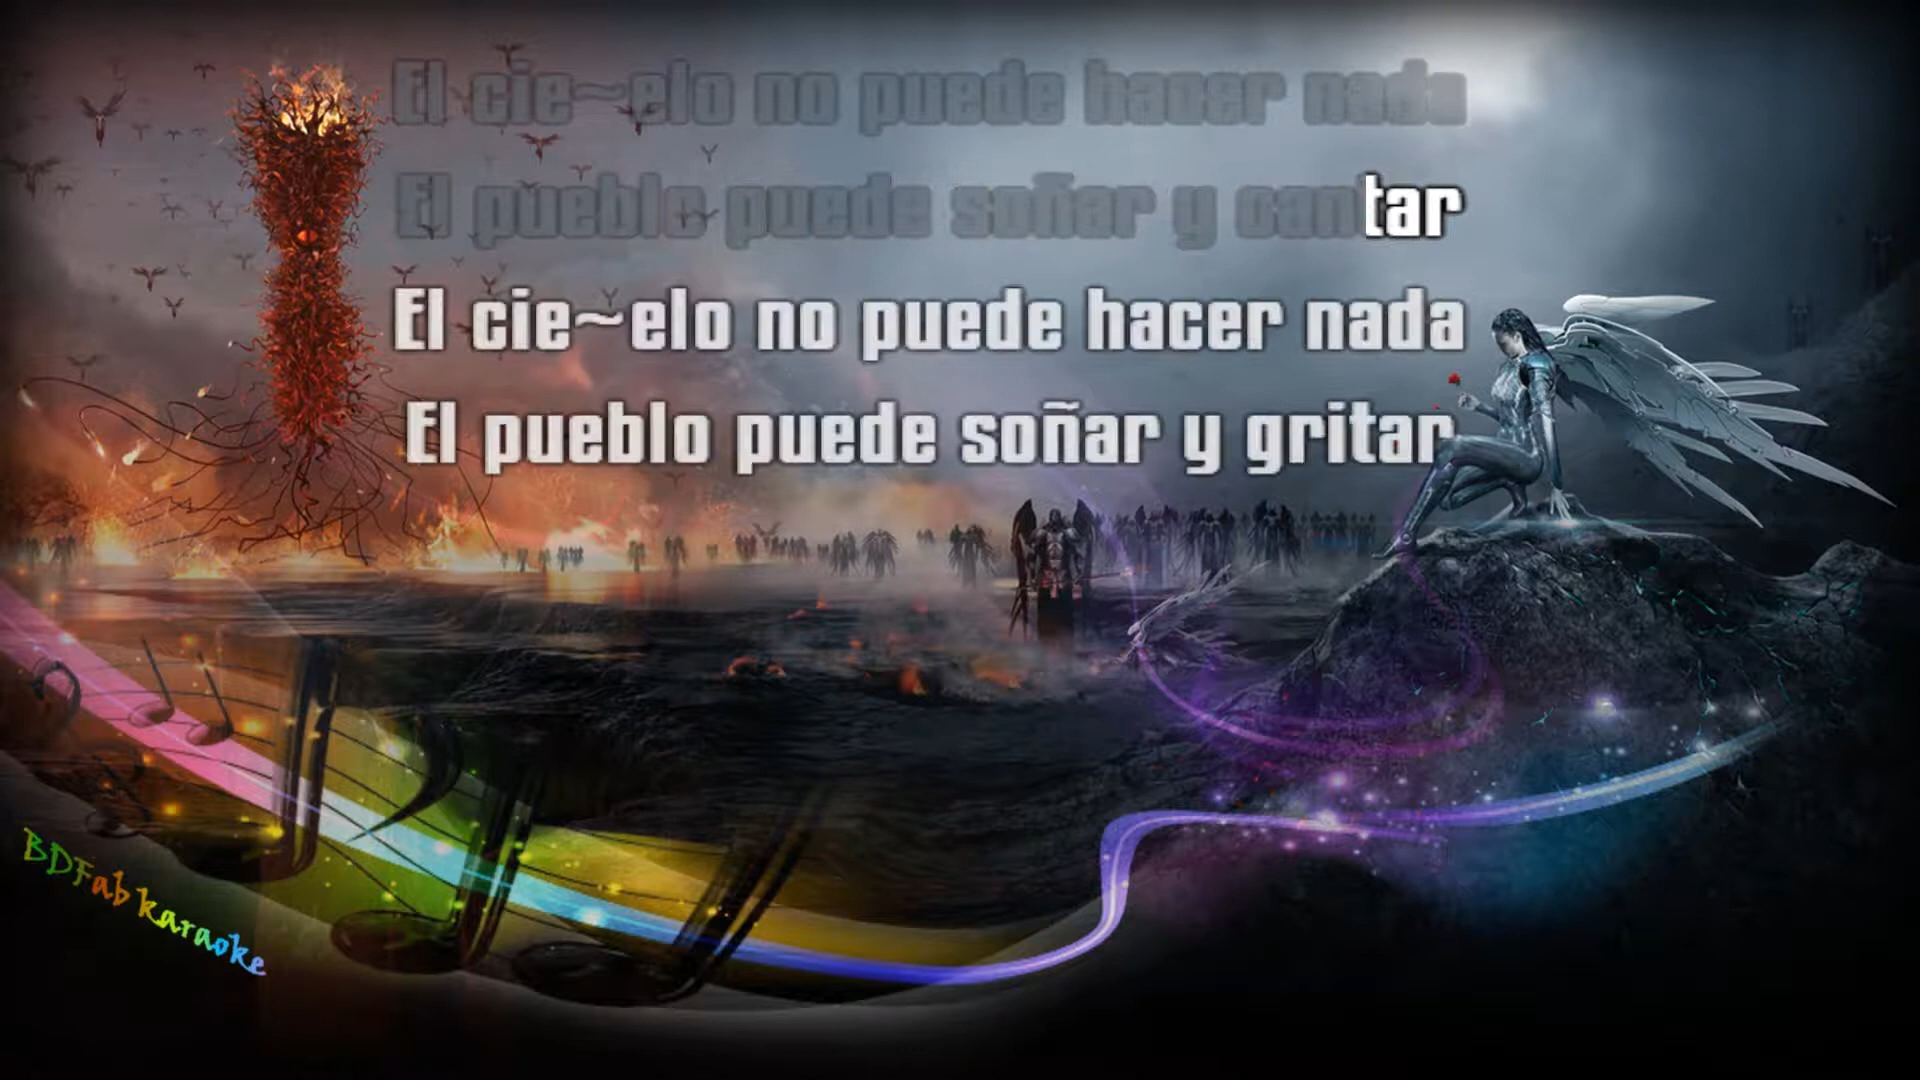 El cie~elo no puede hacer nada
El pueblo puede soñar y cantar
El cie~elo no puede hacer nada
El pueblo puede soñar y gritar
BDFab karaoke